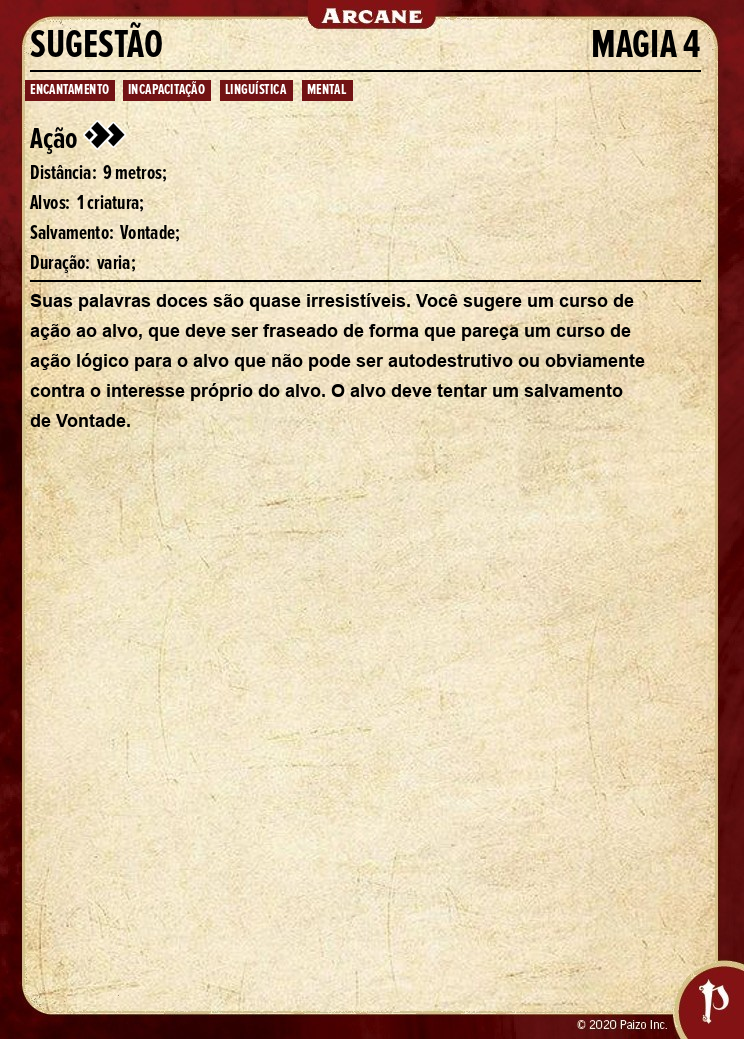 ARCANE
SUGESTÃO MAGIA 4
ENCANTAMENTO INCAPACITAÇÃO LINGUÍSTICA MENTAL
Ação
Distância: 9 metros;
Alvos: 1 criatura;
Salvamento: Vontade;
Duração: varia;
Suas palavras doces são quase irresistíveis. Você sugere um curso de
ação ao alvo, que deve ser fraseado de forma que pareça um curso de
ação lógico para o alvo que não pode ser autodestrutivo ou obviamente
contra o interesse próprio do alvo. O alvo deve tentar um salvamento
de Vontade.
© 2020 Paizo Inc.